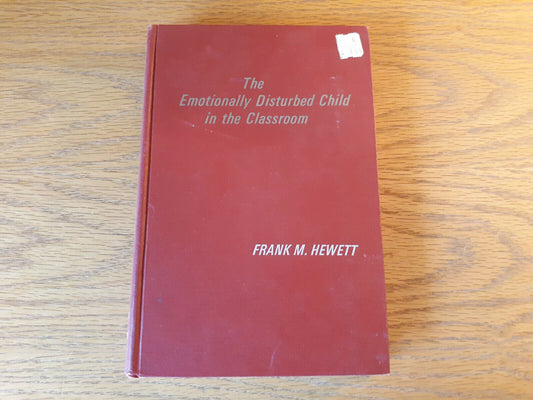 The
Emotionally Disturbed Child
in the Classroom
FRANK M. HEWETT